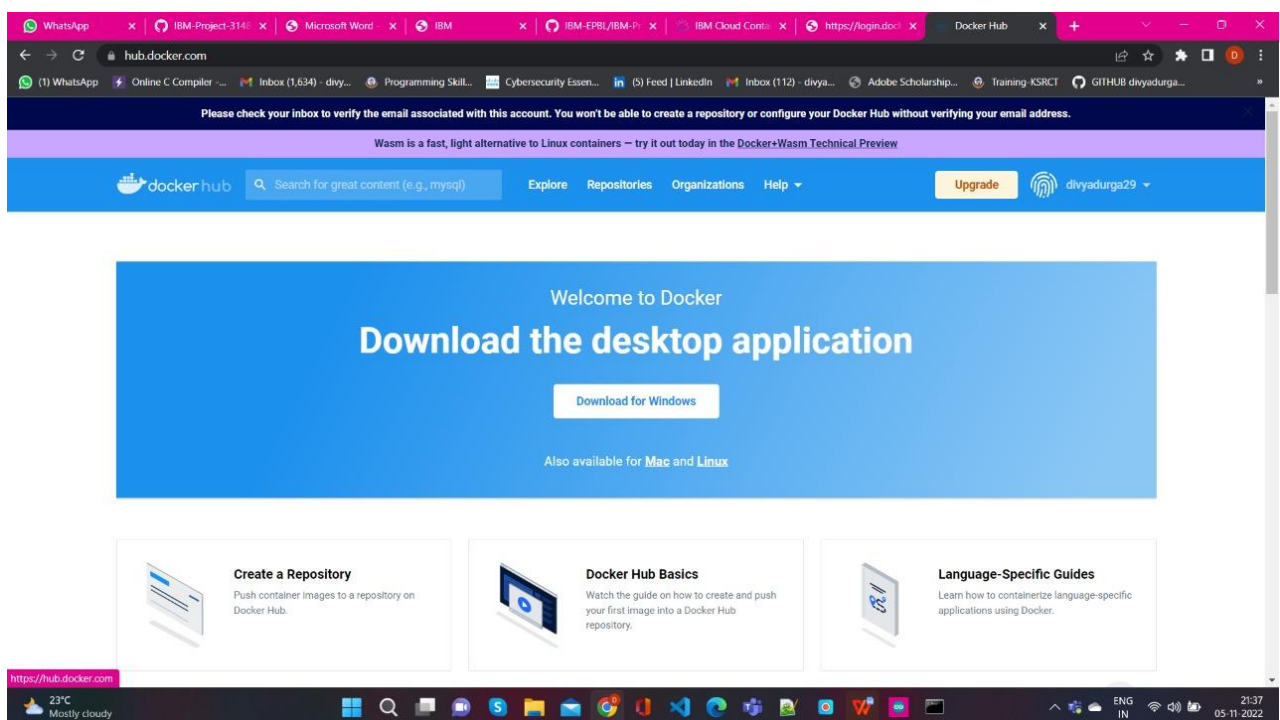 WhatsApp
IBM-Project-3148
Microsoft Word -
IBM
IBM-EPBL/IBM-Pr
IBM Cloud Conta
https://login.doc
Docker Hub
hub.docker.com
D
(1) WhatsApp
Online C Compiler -...
Inbox (1,634) - divy...
Programming Skill...
Cybersecurity Essen...
(5) Feed | LinkedIn
Inbox (112) - divya...
Adobe Scholarship...
Training-KSRCT
GITHUB divyadurga...
»
Please check your inbox to verify the email associated with this account. You won't be able to create a repository or configure your Docker Hub without verifying your email address.
Wasm is a fast, light alternative to Linux containers — try it out today in the Docker+Wasm Technical Preview
dockerhub
Search for great content (e.g., mysql)
Explore
Repositories
Organizations
Help
Upgrade
divyadurga29
Welcome to Docker
Download the desktop application
Download for Windows
Also available for Mac and Linux
Create a Repository
Push container images to a repository on
Docker Hub.
Docker Hub Basics
Watch the guide on how to create and push
your first image into a Docker Hub
repository.
Language-Specific Guides
Learn how to containerize language-specific
applications using Docker.
https://hub.docker.com
23°C
Mostly cloudy
ENG
IN
21:37
05-11-2022